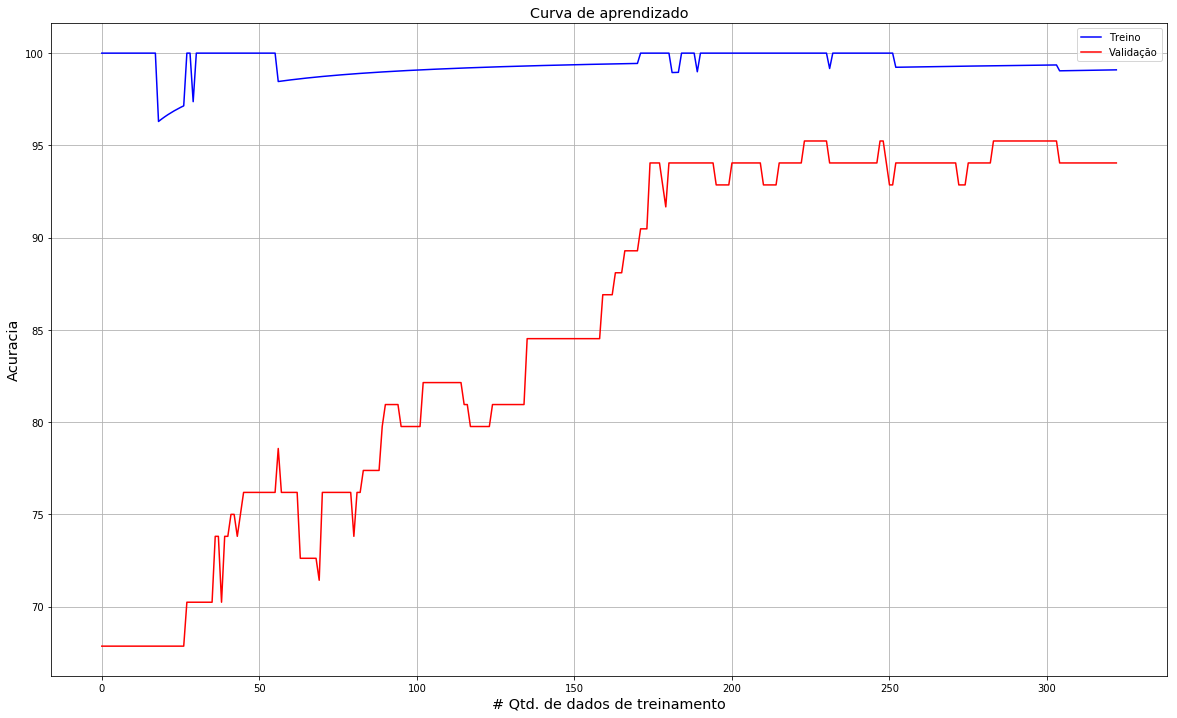 Curva de aprendizado
Treino
Validação
100
95
90
85
80
75
70
Acuracia
0 50 100 150 200 250 300
# Qtd. de dados de treinamento